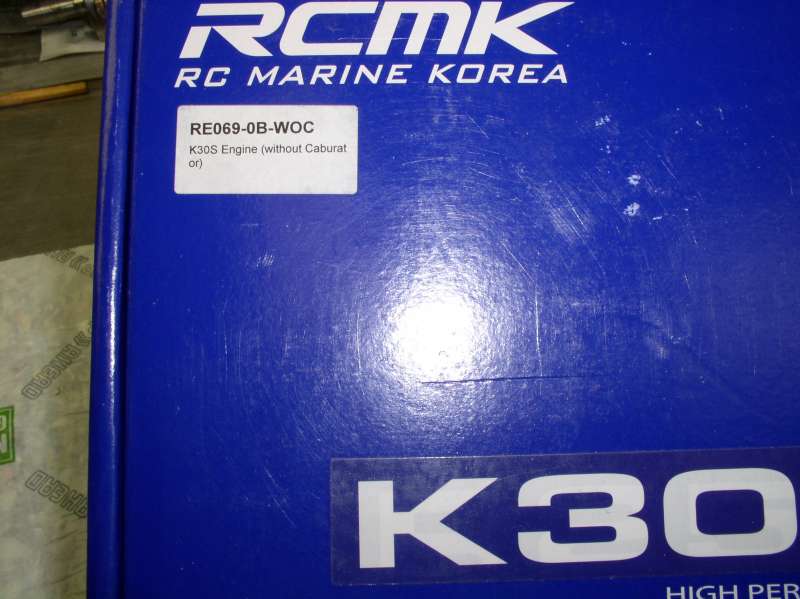 RCMK
RC MARINE KOREA
RE069-0B-WOC
K30S Engine (without Caburat
or)
K30
HIGH PER